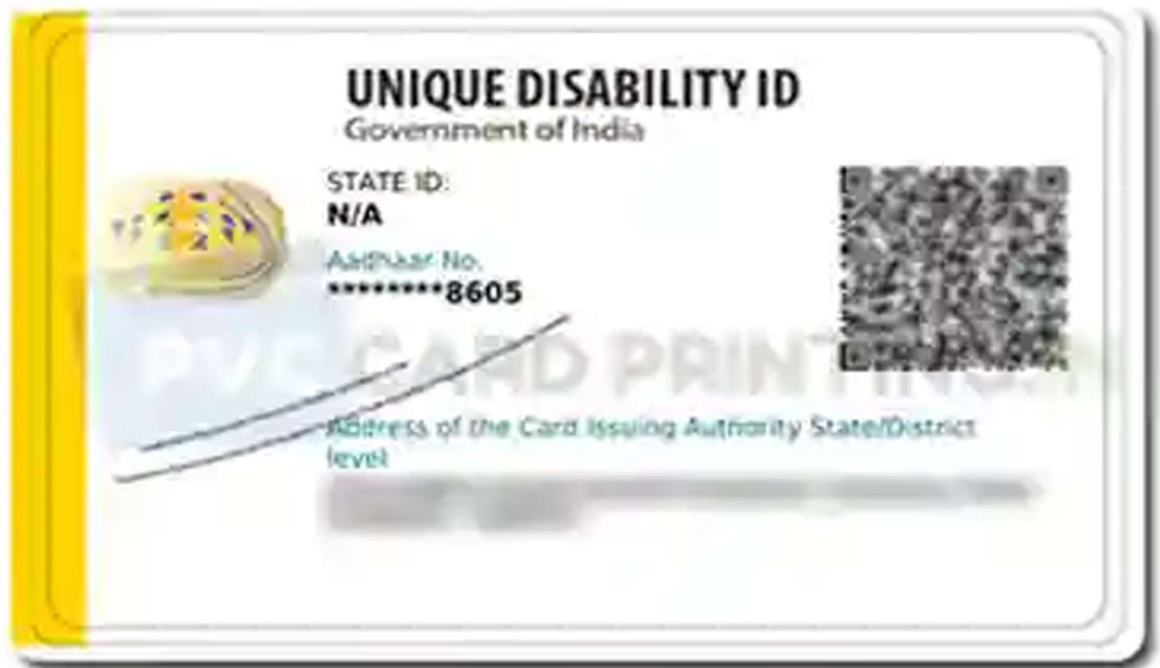 UNIQUE DISABILITY ID
Government of India
STATE ID:
N/A
Aadhaar No.
********8605
PVC CARD PRINTING.IN
Address of the Card Issuing Authority State/District
level